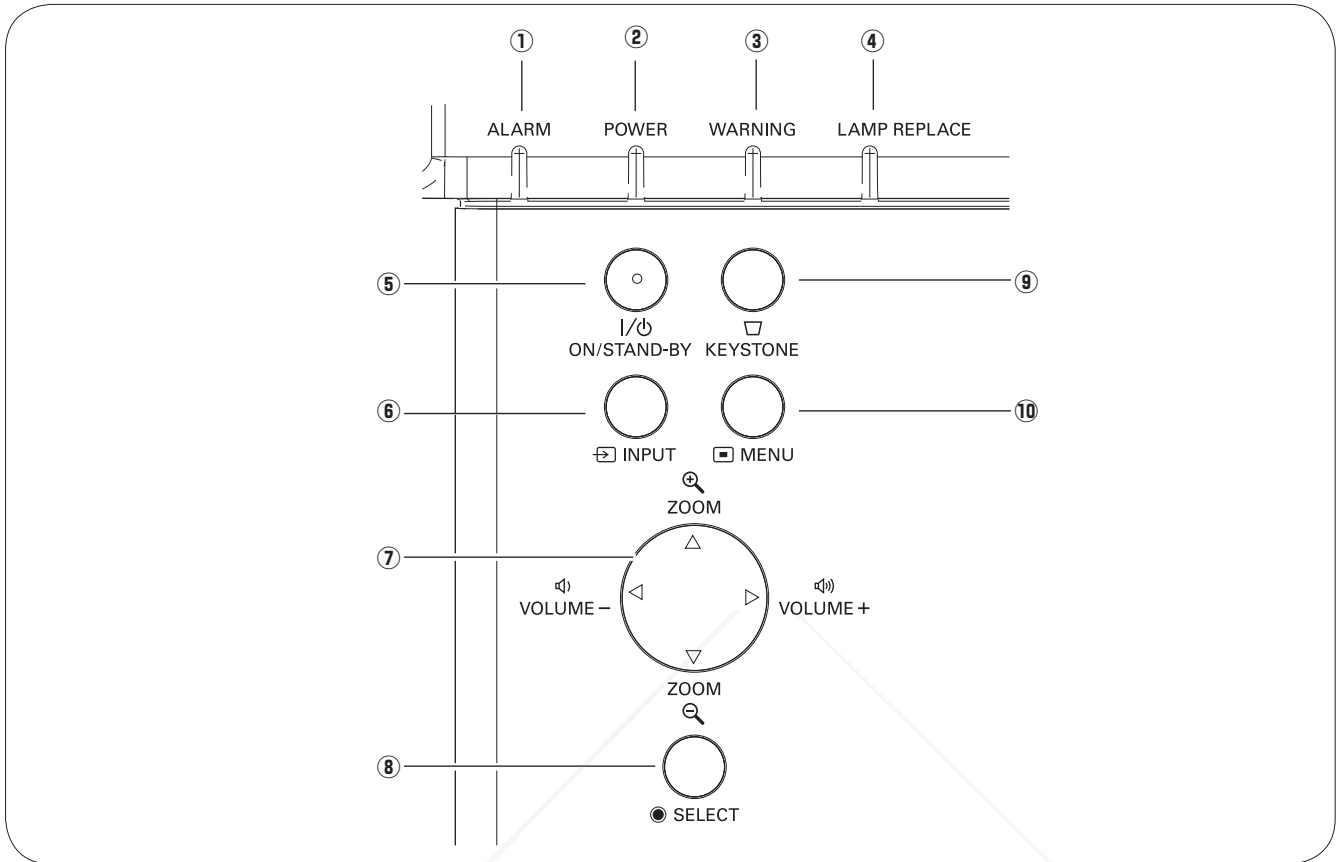 ① ② ③ ④
ALARM POWER WARNING LAMP REPLACE
⑤ ⑨
I/⏻
ON/STAND-BY KEYSTONE
⑥ ⑩
INPUT MENU
ZOOM
⑦
VOLUME – VOLUME +
ZOOM
⑧
SELECT